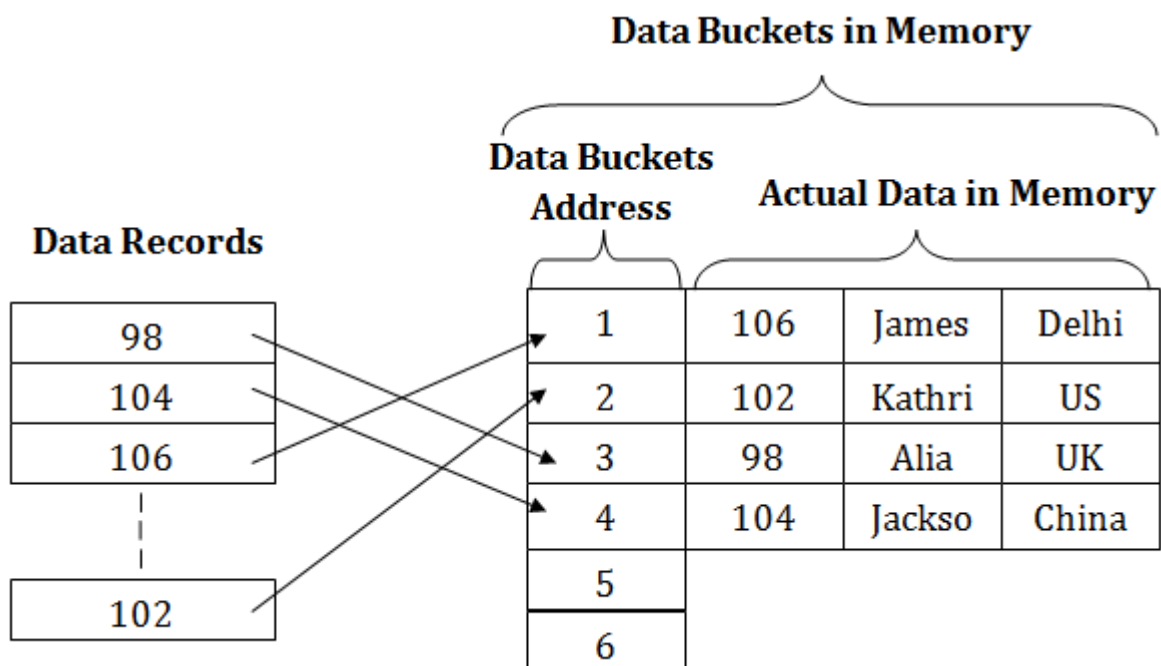 Data Buckets in Memory
Data Buckets
Address
Actual Data in Memory
Data Records
98
104
106
102
1 106 James Delhi
2 102 Kathri US
3 98 Alia UK
4 104 Jackso China
5
6